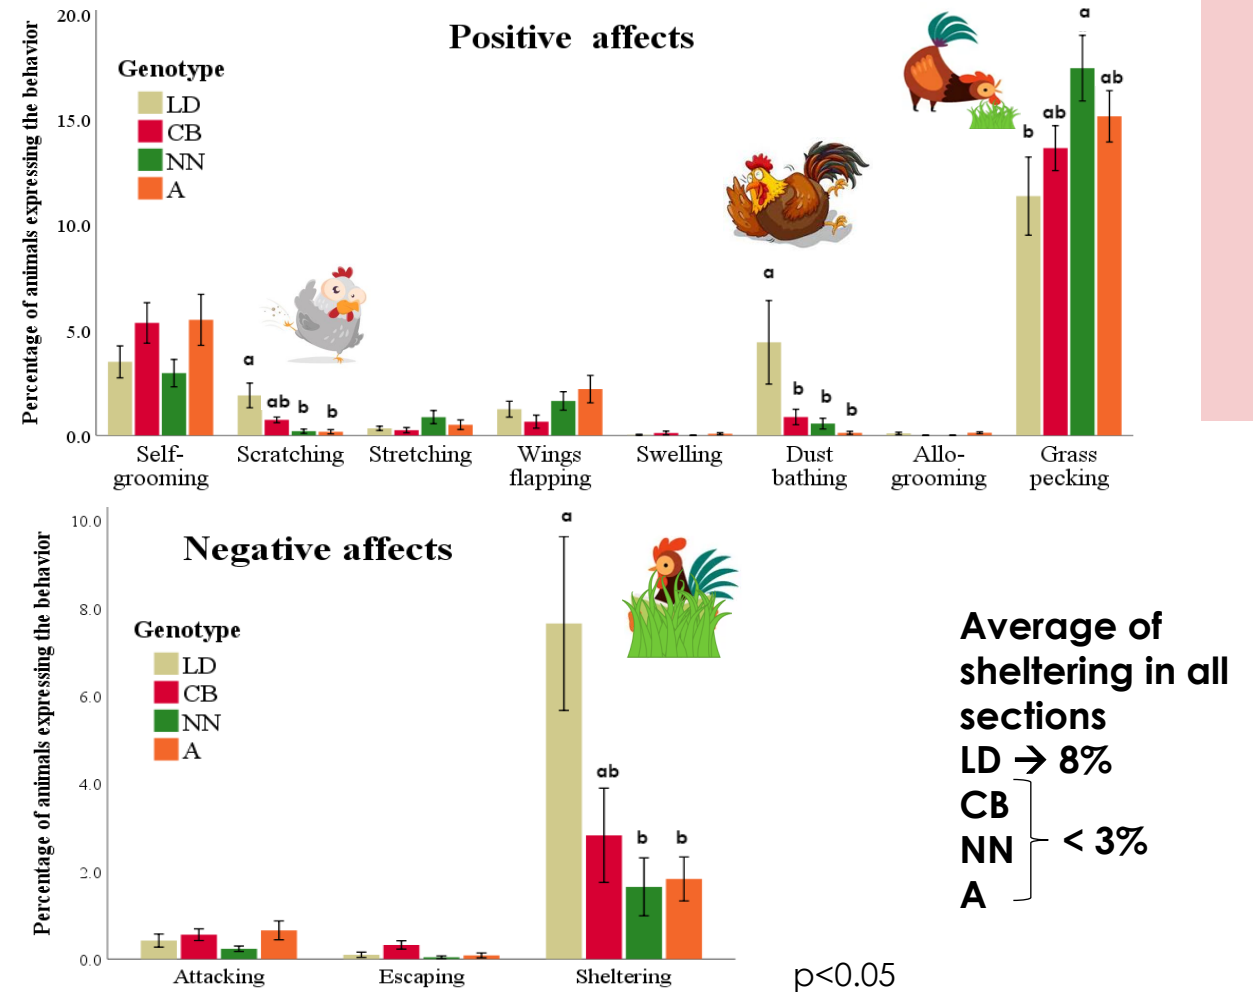 Positive affects
Percentage of animals expressing the behavior
20.0
15.0
10.0
5.0
0.0
Genotype
LD
CB
NN
A
a
ab
b
b
a
b
b
b
b
ab
a
ab
Self-
grooming
Scratching
Stretching
Wings
flapping
Swelling
Dust
bathing
Allo-
grooming
Grass
pecking
Negative affects
Percentage of animals expressing the behavior
10.0
8.0
6.0
4.0
2.0
0.0
Genotype
LD
CB
NN
A
a
ab
b
b
Attacking
Escaping
Sheltering
Average of
sheltering in all
sections
LD → 8%
CB
NN
A
< 3%
p<0.05